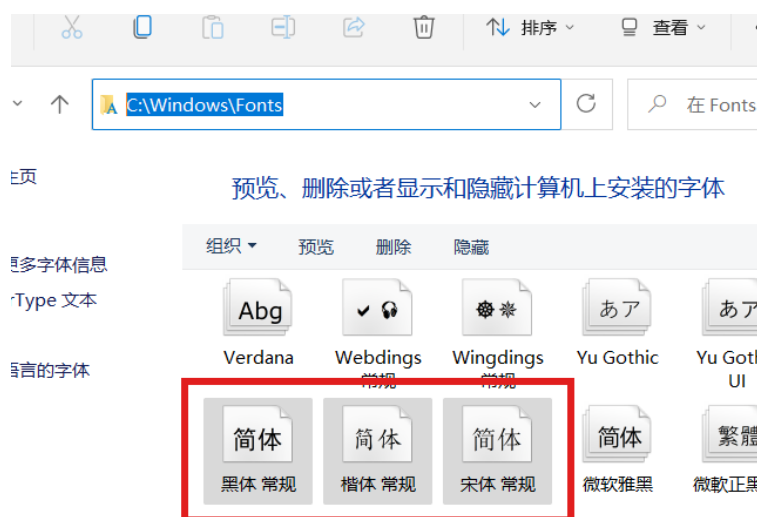 排序
查看
C:\Windows\Fonts
在 Fonts
主页
预览、删除或者显示和隐藏计算机上安装的字体
组织 预览 删除 隐藏
更多字体信息
Type 文本
语言的字体
Abg
あア
あア
Verdana
Webdings 常规
Wingdings 常规
Yu Gothic
Yu Goth
UI
简体
简体
简体
简体
繁體
黑体 常规
楷体 常规
宋体 常规
微软雅黑
微軟正黑